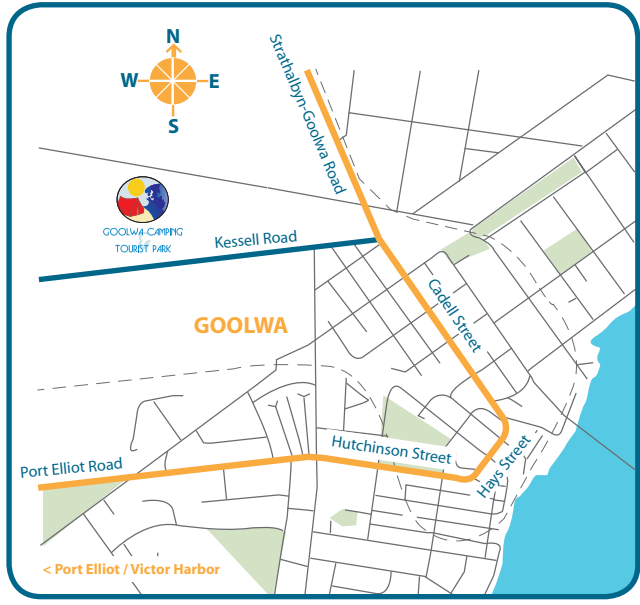 N
W E
S
Strathalbyn-Goolwa Road
GOOLWA CAMPING
TOURIST PARK
Kessell Road
GOOLWA
Cadell Street
Hutchinson Street
Hays Street
Port Elliot Road
< Port Elliot / Victor Harbor